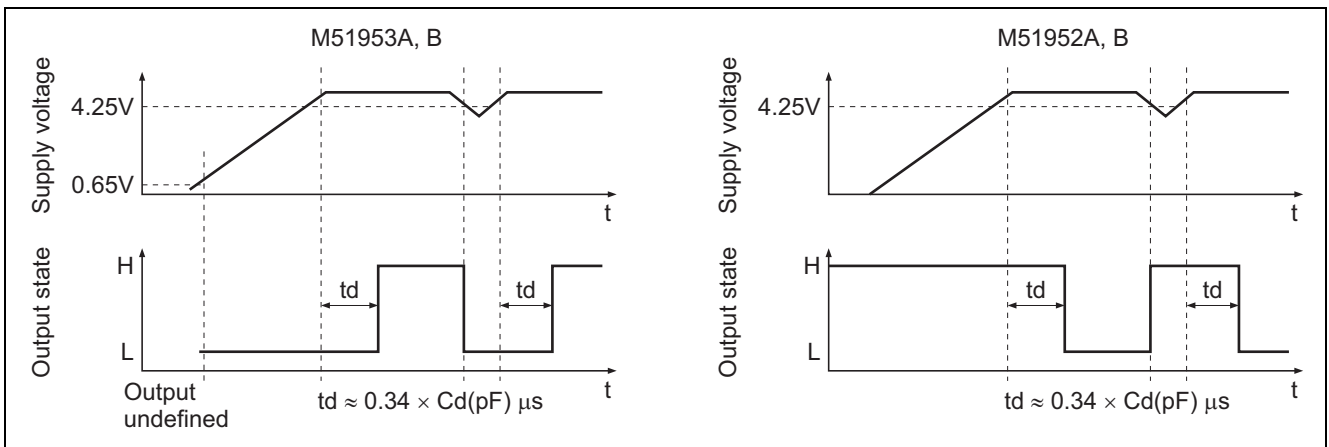 M51953A, B
Supply voltage
4.25V
0.65V
t
Output state
H
L
td
td
t
Output
undefined
td ≈ 0.34 × Cd(pF) μs
M51952A, B
Supply voltage
4.25V
t
Output state
H
L
td
td
t
td ≈ 0.34 × Cd(pF) μs